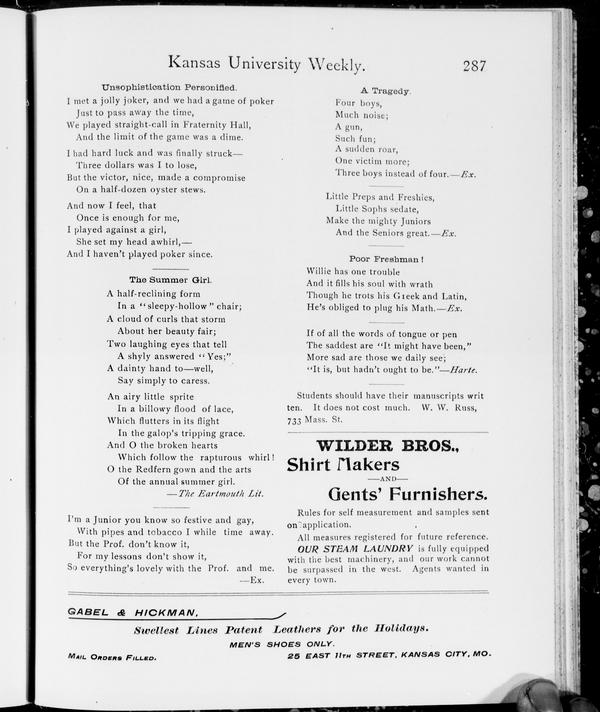 Kansas University Weekly. 287
Unsophistication Personified.
I met a jolly joker, and we had a game of poker
Just to pass away the time,
We played straight-call in Fraternity Hall,
And the limit of the game was a dime.
I had hard luck and was finally struck—
Three dollars was I to lose,
But the victor, nice, made a compromise
On a half-dozen oyster stews.
And now I feel, that
Once is enough for me,
I played against a girl,
She set my head awhirl,—
And I haven't played poker since.
The Summer Girl.
A half-reclining form
In a "sleepy-hollow" chair;
A cloud of curls that storm
About her beauty fair;
Two laughing eyes that tell
A shyly answered "Yes;"
A dainty hand to—well,
Say simply to caress.
An airy little sprite
In a billowy flood of lace,
Which flutters in its flight
In the galop's tripping grace.
And O the broken hearts
Which follow the rapturous whirl!
O the Redfern gown and the arts
Of the annual summer girl.
—The Eartmouth Lit.
I'm a Junior you know so festive and gay,
With pipes and tobacco I while time away.
But the Prof. don't know it,
For my lessons don't show it,
So everything's lovely with the Prof. and me.
—Ex.
A Tragedy.
Four boys,
Much noise;
A gun,
Such fun;
A sudden roar,
One victim more;
Three boys instead of four.—Ex.
Little Preps and Freshies,
Little Sophs sedate,
Make the mighty Juniors
And the Seniors great.—Ex.
Poor Freshman!
Willie has one trouble
And it fills his soul with wrath
Though he trots his Greek and Latin,
He's obliged to plug his Math.—Ex.
If of all the words of tongue or pen
The saddest are "It might have been,"
More sad are those we daily see;
"It is, but hadn't ought to be."—Harte.
Students should have their manuscripts writ
ten. It does not cost much. W. W. Russ,
733 Mass. St.
WILDER BROS.,
Shirt Makers
—AND—
Gents' Furnishers.
Rules for self measurement and samples sent
on application.
All measures registered for future reference.
OUR STEAM LAUNDRY is fully equipped
with the best machinery, and our work cannot
be surpassed in the west. Agents wanted in
every town.
GABEL & HICKMAN,
Swellest Lines Patent Leathers for the Holidays.
MEN'S SHOES ONLY.
MAIL ORDERS FILLED. 25 EAST 11TH STREET, KANSAS CITY, MO.